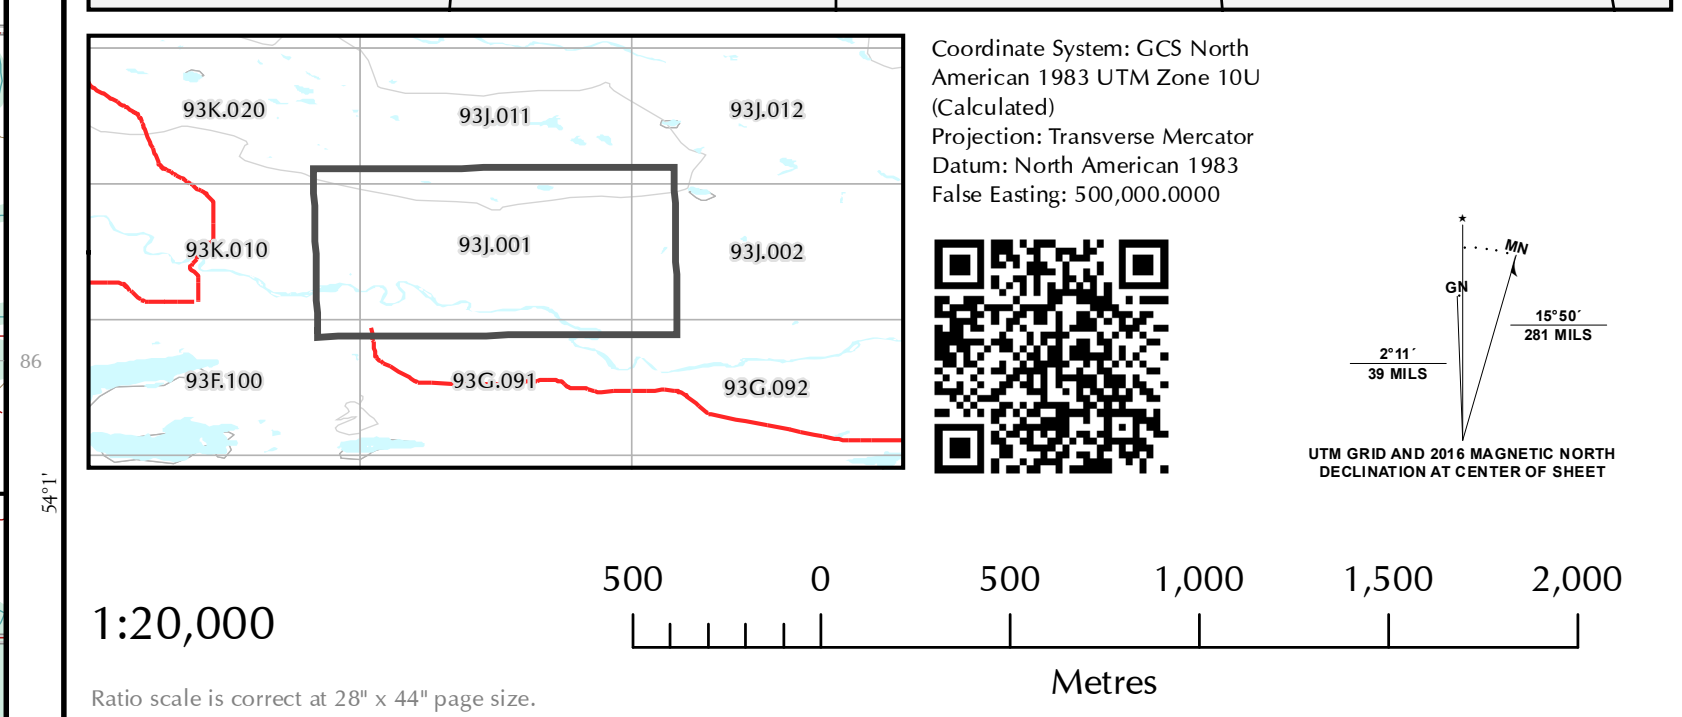 93K.020
93J.011
93J.012
93K.010
93J.001
93J.002
93F.100
93G.091
93G.092
86
54°1'
Coordinate System: GCS North
American 1983 UTM Zone 10U
(Calculated)
Projection: Transverse Mercator
Datum: North American 1983
False Easting: 500,000.0000
MN
GN
15°50´
281 MILS
2°11´
39 MILS
UTM GRID AND 2016 MAGNETIC NORTH
DECLINATION AT CENTER OF SHEET
500 0 500 1,000 1,500 2,000
1:20,000
Metres
Ratio scale is correct at 28" x 44" page size.